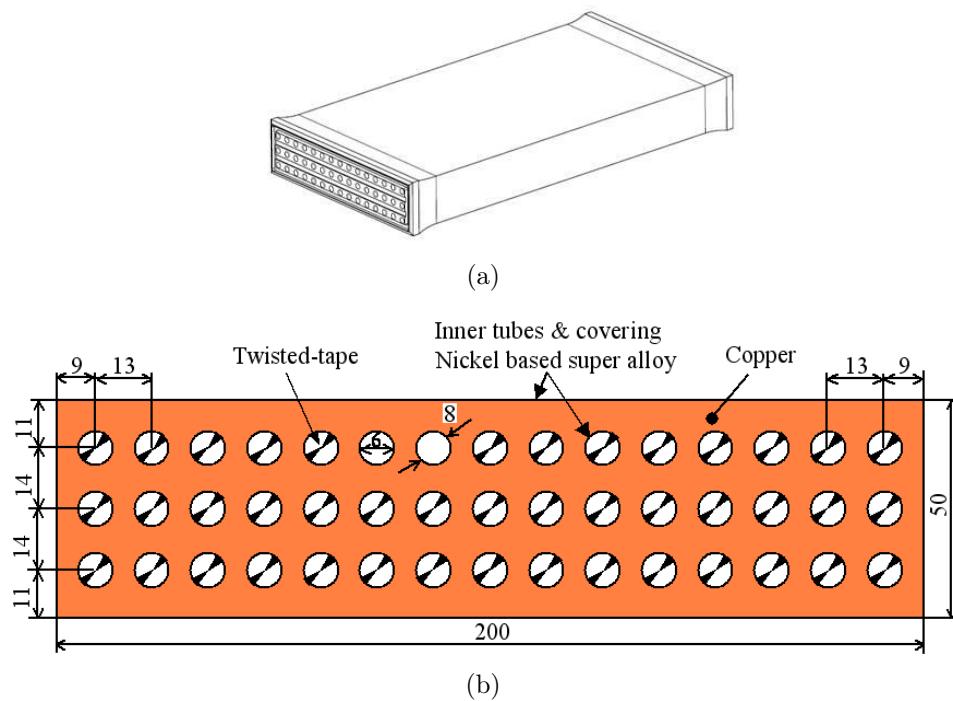 (a)
Inner tubes & covering
Twisted-tape
Nickel based super alloy
Copper
9
13
13
9
8
6
11
14
14
11
50
200
(b)